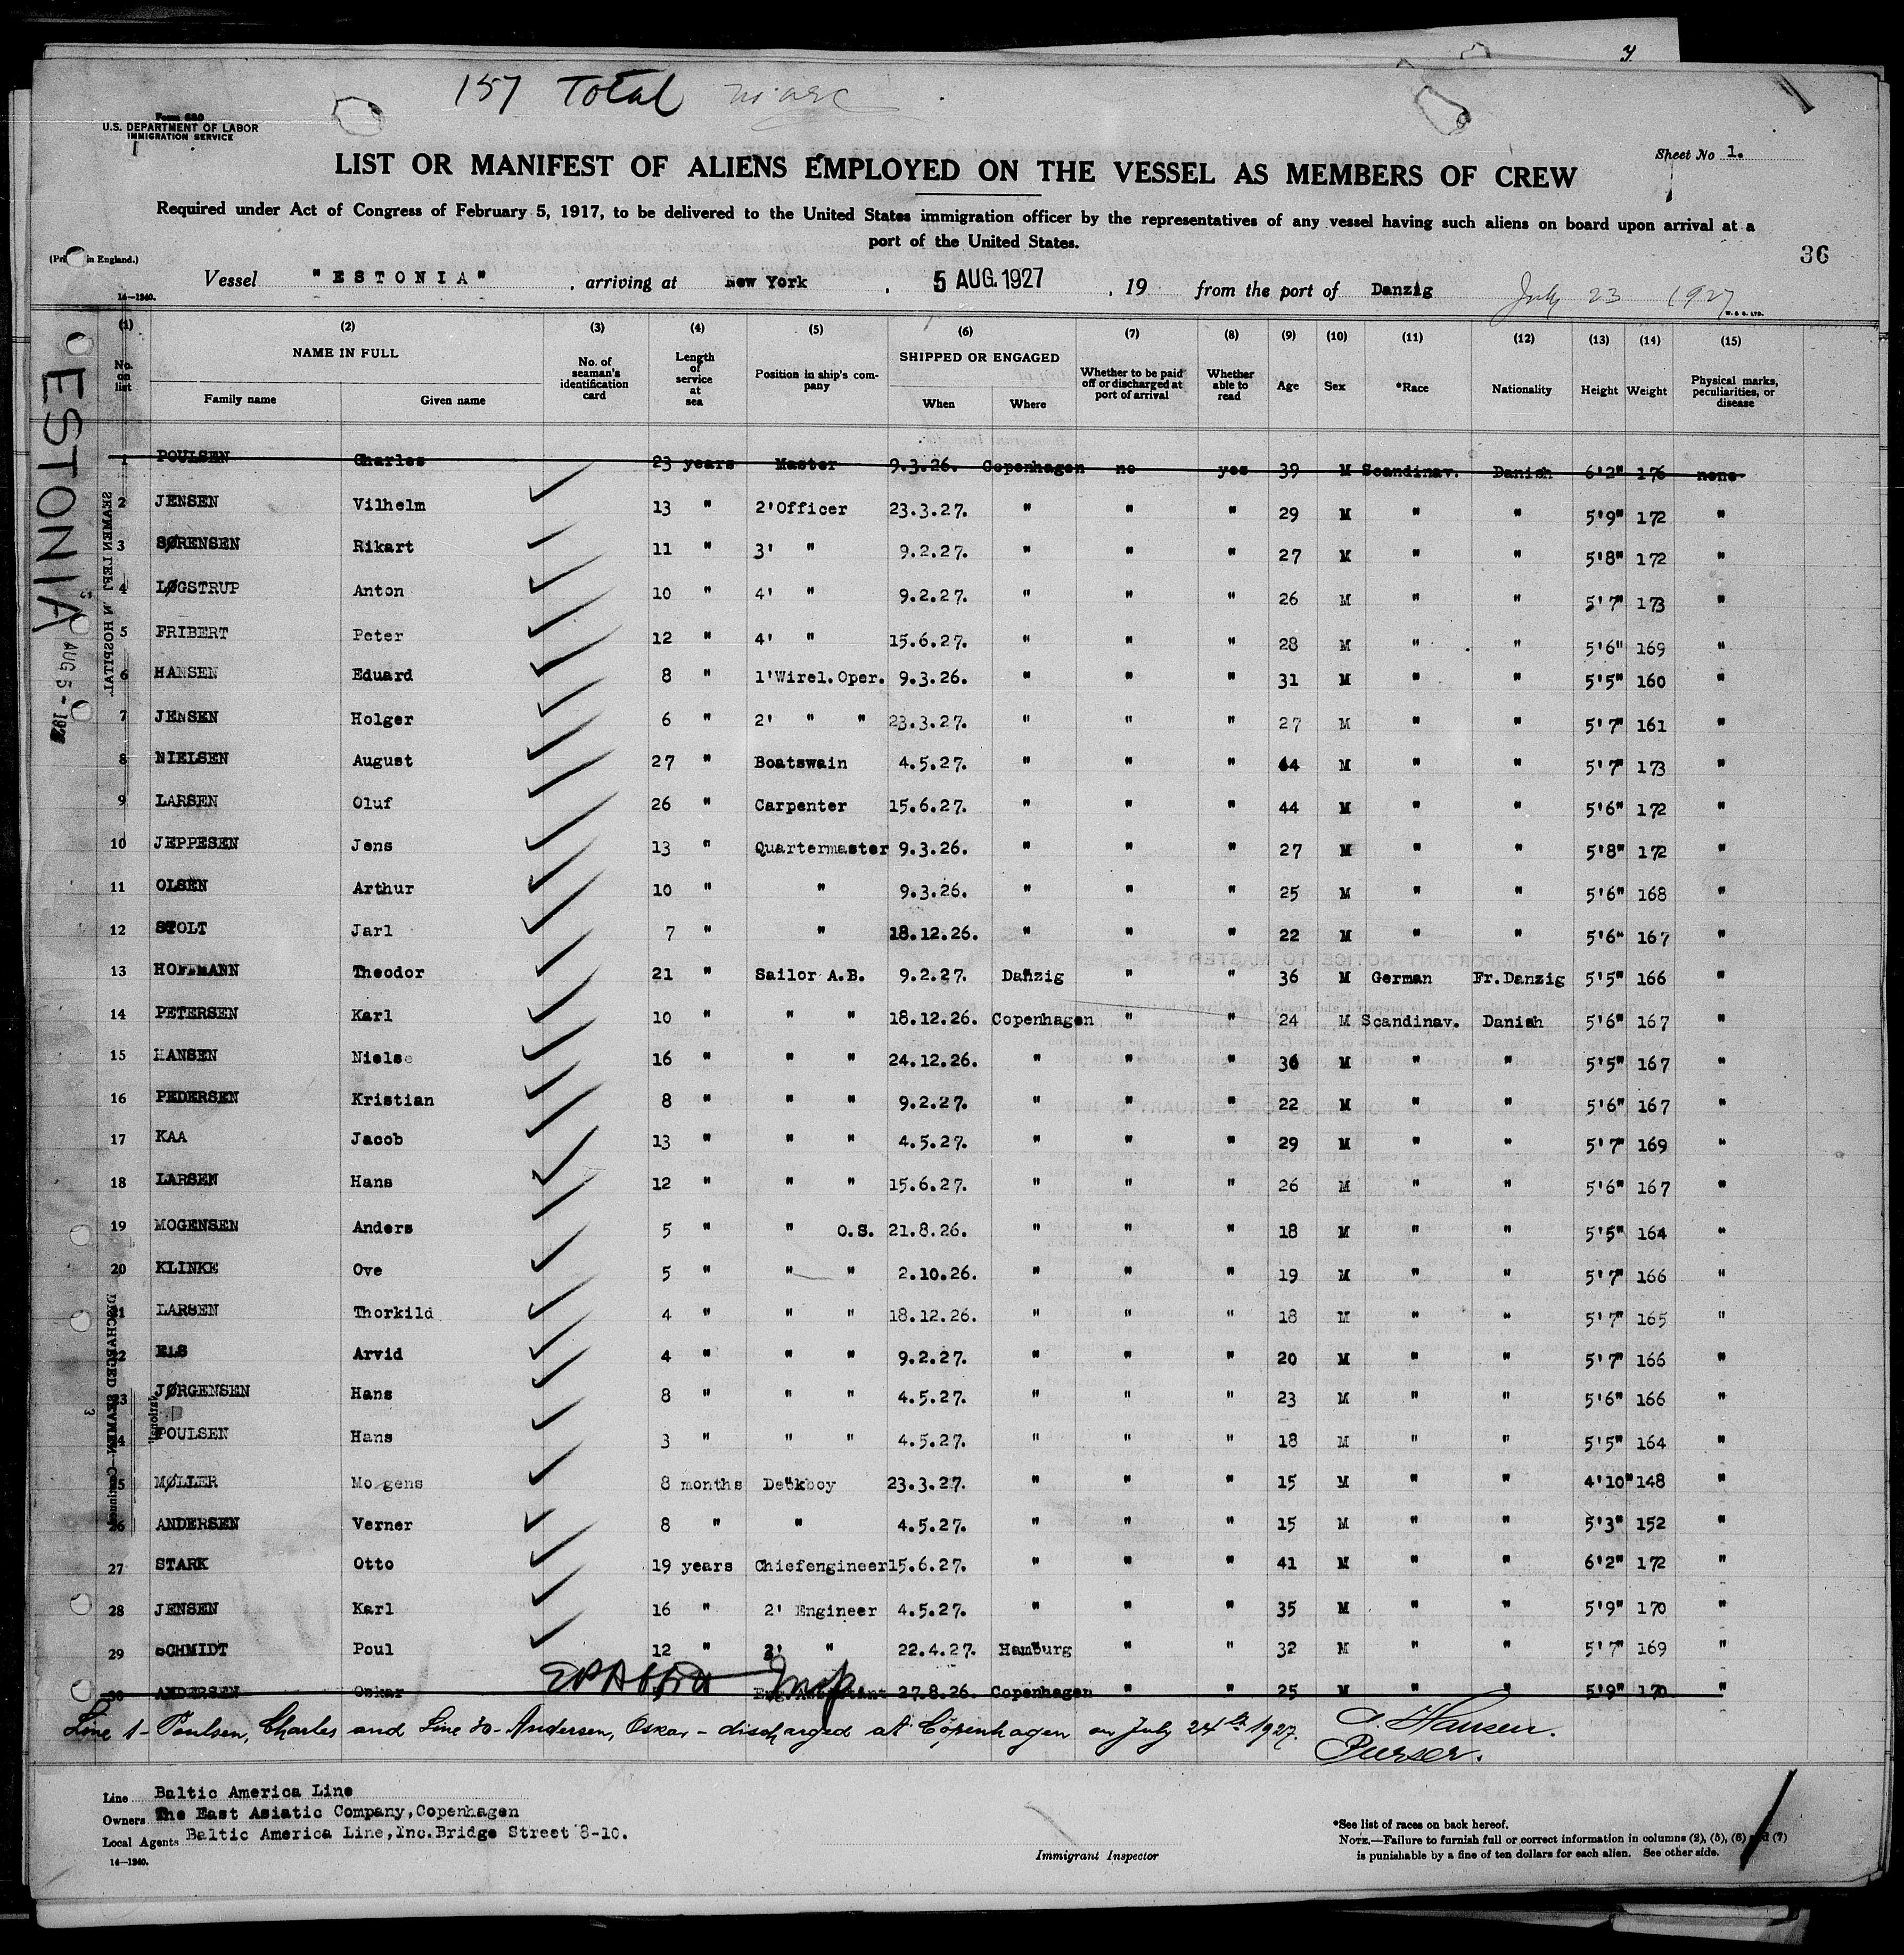 157 Total
Form 680
U.S. DEPARTMENT OF LABOR
IMMIGRATION SERVICE
Sheet No 1.
LIST OR MANIFEST OF ALIENS EMPLOYED ON THE VESSEL AS MEMBERS OF CREW
Required under Act of Congress of February 5, 1917, to be delivered to the United States immigration officer by the representatives of any vessel having such aliens on board upon arrival at a
port of the United States.
36
in England.)
Vessel "ESTONIA" , arriving at New York , 5 AUG. 1927 , 19 from the port of Danzig July 23 1927
14—1240.
W. & S. LTD.
(1) (2) (3) (4) (5) (6) (7) (8) (9) (10) (11) (12) (13) (14) (15)
No. on list NAME IN FULL Family name Given name No. of seaman's identification card Length of service at sea Position in ship's company SHIPPED OR ENGAGED When Where Whether to be paid off or discharged at port of arrival Whether able to read Age Sex *Race Nationality Height Weight Physical marks, peculiarities, or disease
1 POULSEN Charles 23 years Master 9.3.26. Copenhagen no yes 39 M Scandinav. Danish 6'2" 176 none
2 JENSEN Vilhelm 13 " 2'Officer 23.3.27. " " " 29 M " " 5'9" 172 "
3 SØRENSEN Rikart 11 " 3' " 9.2.27. " " " 27 M " " 5'8" 172 "
4 LØGSTRUP Anton 10 " 4' " 9.2.27. " " " 26 M " " 5'7" 173 "
5 FRIBERT Peter 12 " 4' " 15.6.27. " " " 28 M " " 5'6" 169 "
6 HANSEN Eduard 8 " 1'Wirel.Oper. 9.3.26. " " " 31 M " " 5'5" 160 "
7 JENSEN Holger 6 " 2' " " 23.3.27. " " " 27 M " " 5'7" 161 "
8 NIELSEN August 27 " Boatswain 4.5.27. " " " 44 M " " 5'7" 173 "
9 LARSEN Oluf 26 " Carpenter 15.6.27. " " " 44 M " " 5'6" 172 "
10 JEPPESEN Jens 13 " Quartermaster 9.3.26. " " " 27 M " " 5'8" 172 "
11 OLSEN Arthur 10 " " 9.3.26. " " " 25 M " " 5'6" 168 "
12 STOLT Jarl 7 " " 18.12.26. " " " 22 M " " 5'6" 167 "
13 HOFFMANN Theodor 21 " Sailor A.B. 9.2.27. Danzig " " 36 M German Fr.Danzig 5'5" 166 "
14 PETERSEN Karl 10 " " " 18.12.26. Copenhagen " " 24 M Scandinav. Danish 5'6" 167 "
15 HANSEN Nielse 16 " " " 24.12.26. " " " 36 M " " 5'5" 167 "
16 PEDERSEN Kristian 8 " " " 9.2.27. " " " 22 M " " 5'6" 167 "
17 KAA Jacob 13 " " " 4.5.27. " " " 29 M " " 5'7" 169 "
18 LARSEN Hans 12 " " " 15.6.27. " " " 26 M " " 5'6" 167 "
19 MOGENSEN Anders 5 " " O.S. 21.8.26. " " " 18 M " " 5'5" 164 "
20 KLINKE Ove 5 " " " 2.10.26. " " " 19 M " " 5'7" 166 "
21 LARSEN Thorkild 4 " " " 18.12.26. " " " 18 M " " 5'7" 165 "
22 ELS Arvid 4 " " " 9.2.27. " " " 20 M " " 5'7" 166 "
23 JØRGENSEN Hans 8 " " " 4.5.27. " " " 23 M " " 5'6" 166 "
24 POULSEN Hans 3 " " " 4.5.27. " " " 18 M " " 5'5" 164 "
25 MØLLER Mo gens 8 months Deckboy 23.3.27. " " " 15 M " " 4'10" 148 "
26 ANDERSEN Verner 8 " " 4.5.27. " " " 15 M " " 5'3" 152 "
27 STARK Otto 19 years Chiefengineer 15.6.27. " " " 41 M " " 6'2" 172 "
28 JENSEN Karl 16 " 2' Engineer 4.5.27. " " " 35 M " " 5'9" 170 "
29 SCHMIDT Poul 12 " 3' " 22.4.27. Hamburg " " 32 M " " 5'7" 169 "
30 ANDERSEN Oskar Eng.Assistant 27.8.26. Copenhagen " " 25 M " " 5'9" 170 "
Line 1- Poulsen, Charles and Line 30- Andersen, Oskar - discharged at Copenhagen on July 24th 1927. C. Hansen.
Purser.
Line Baltic America Line
Owners The East Asiatic Company, Copenhagen
Local Agents Baltic America Line, Inc. Bridge Street 8-10.
14—1240.
Immigrant Inspector
*See list of races on back hereof.
NOTE.—Failure to furnish full or correct information in columns (2), (5), (6) and (7)
is punishable by a fine of ten dollars for each alien. See other side.
ESTONIA
AUG 5 - 192
SEAMEN LEFT IN HOSPITAL
DISCHARGED SEAMEN—Continued